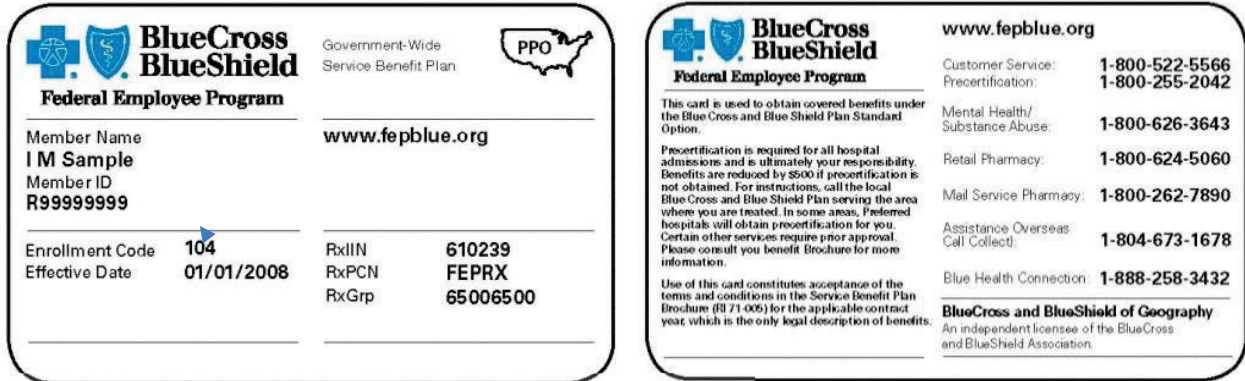 BlueCross
BlueShield
Federal Employee Program
Government-Wide
Service Benefit Plan
PPO
Member Name
I M Sample
Member ID
R99999999
www.fepblue.org
Enrollment Code 104
Effective Date 01/01/2008
RxIIN 610239
RxPCN FEPRX
RxGrp 65006500
BlueCross
BlueShield
Federal Employee Program
This card is used to obtain covered benefits under
the Blue Cross and Blue Shield Plan Standard
Option.
Precertification is required for all hospital
admissions and is ultimately your responsibility.
Benefits are reduced by $500 if precertification is
not obtained. For instructions, call the local
Blue Cross and Blue Shield Plan serving the area
where you are treated. In some areas, Preferred
hospitals will obtain precertification for you.
Certain other services require prior approval.
Please consult you benefit Brochure for more
information.
Use of this card constitutes acceptance of the
terms and conditions in the Service Benefit Plan
Brochure (RI 71-005) for the applicable contract
year, which is the only legal description of benefits.
www.fepblue.org
Customer Service: 1-800-522-5566
Precertification: 1-800-255-2042
Mental Health/
Substance Abuse: 1-800-626-3643
Retail Pharmacy: 1-800-624-5060
Mail Service Pharmacy: 1-800-262-7890
Assistance Overseas
Call Collect): 1-804-673-1678
Blue Health Connection: 1-888-258-3432
BlueCross and BlueShield of Geography
An independent licensee of the BlueCross
and BlueShield Association.